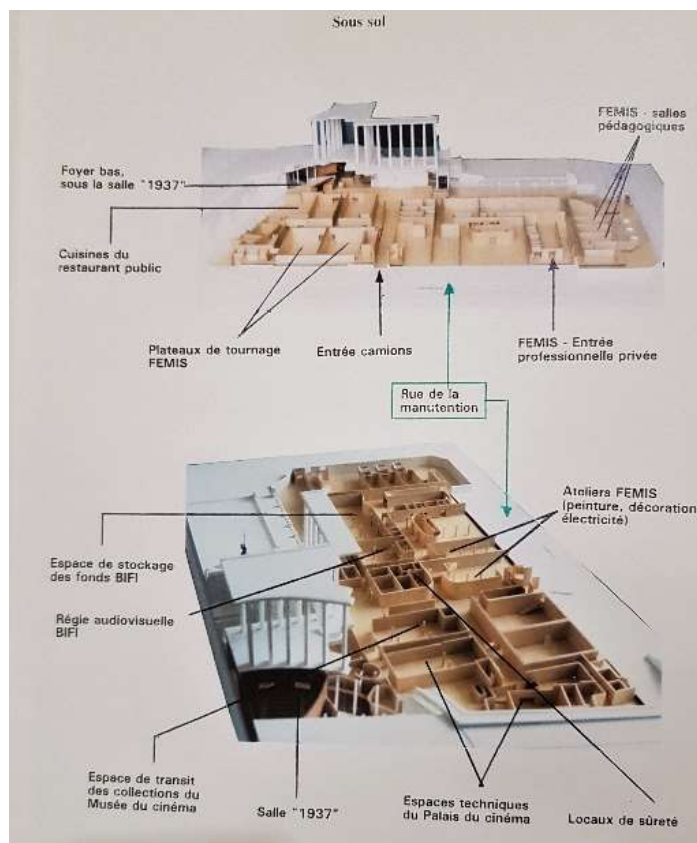 Sous sol
FEMIS - salles
pédagogiques
Foyer bas,
sous la salle "1937"
Cuisines du
restaurant public
Plateaux de tournage
FEMIS
Entrée camions
FEMIS - Entrée
professionnelle privée
Rue de la
manutention
Ateliers FEMIS
(peinture, décoration
électricité)
Espace de stockage
des fonds BIFI
Régie audiovisuelle
BIFI
Espace de transit
des collections du
Musée du cinéma
Salle "1937"
Espaces techniques
du Palais du cinéma
Locaux de sûreté